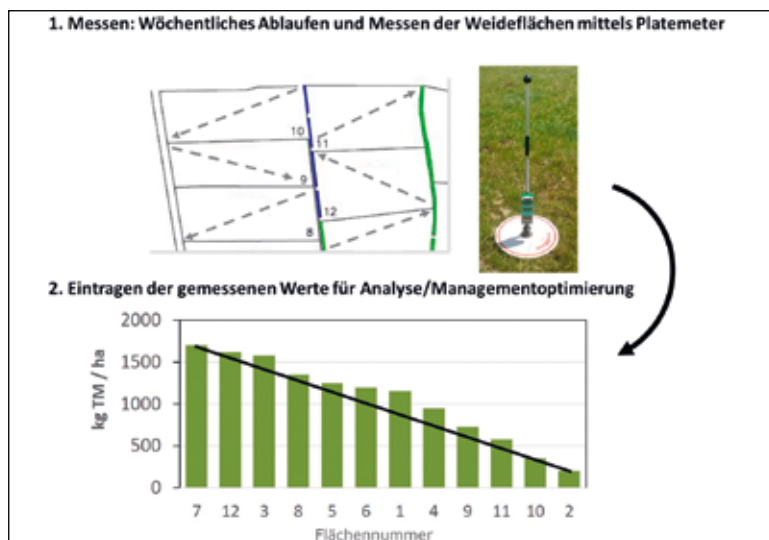 1. Messen: Wöchentliches Ablaufen und Messen der Weideflächen mittels Platemeter
10
11
9
12
8
2. Eintragen der gemessenen Werte für Analyse/Managementoptimierung
kg TM / ha
2000
1500
1000
500
0
7 12 3 8 5 6 1 4 9 11 10 2
Flächennummer